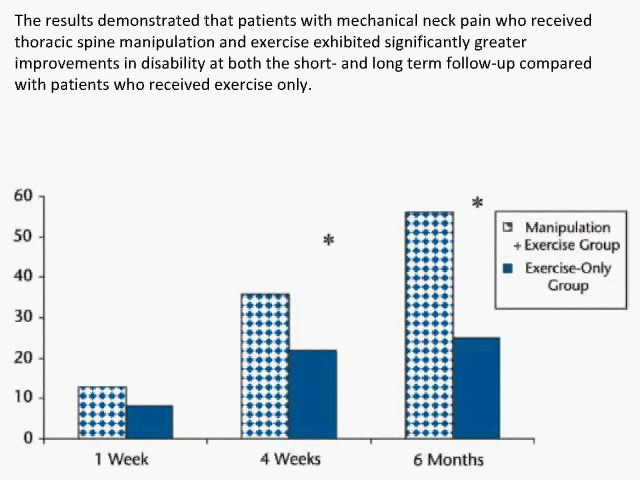 The results demonstrated that patients with mechanical neck pain who received
thoracic spine manipulation and exercise exhibited significantly greater
improvements in disability at both the short- and long term follow-up compared
with patients who received exercise only.
60
50
40
30
20
10
0
*
*
Manipulation
+ Exercise Group
Exercise-Only
Group
1 Week
4 Weeks
6 Months